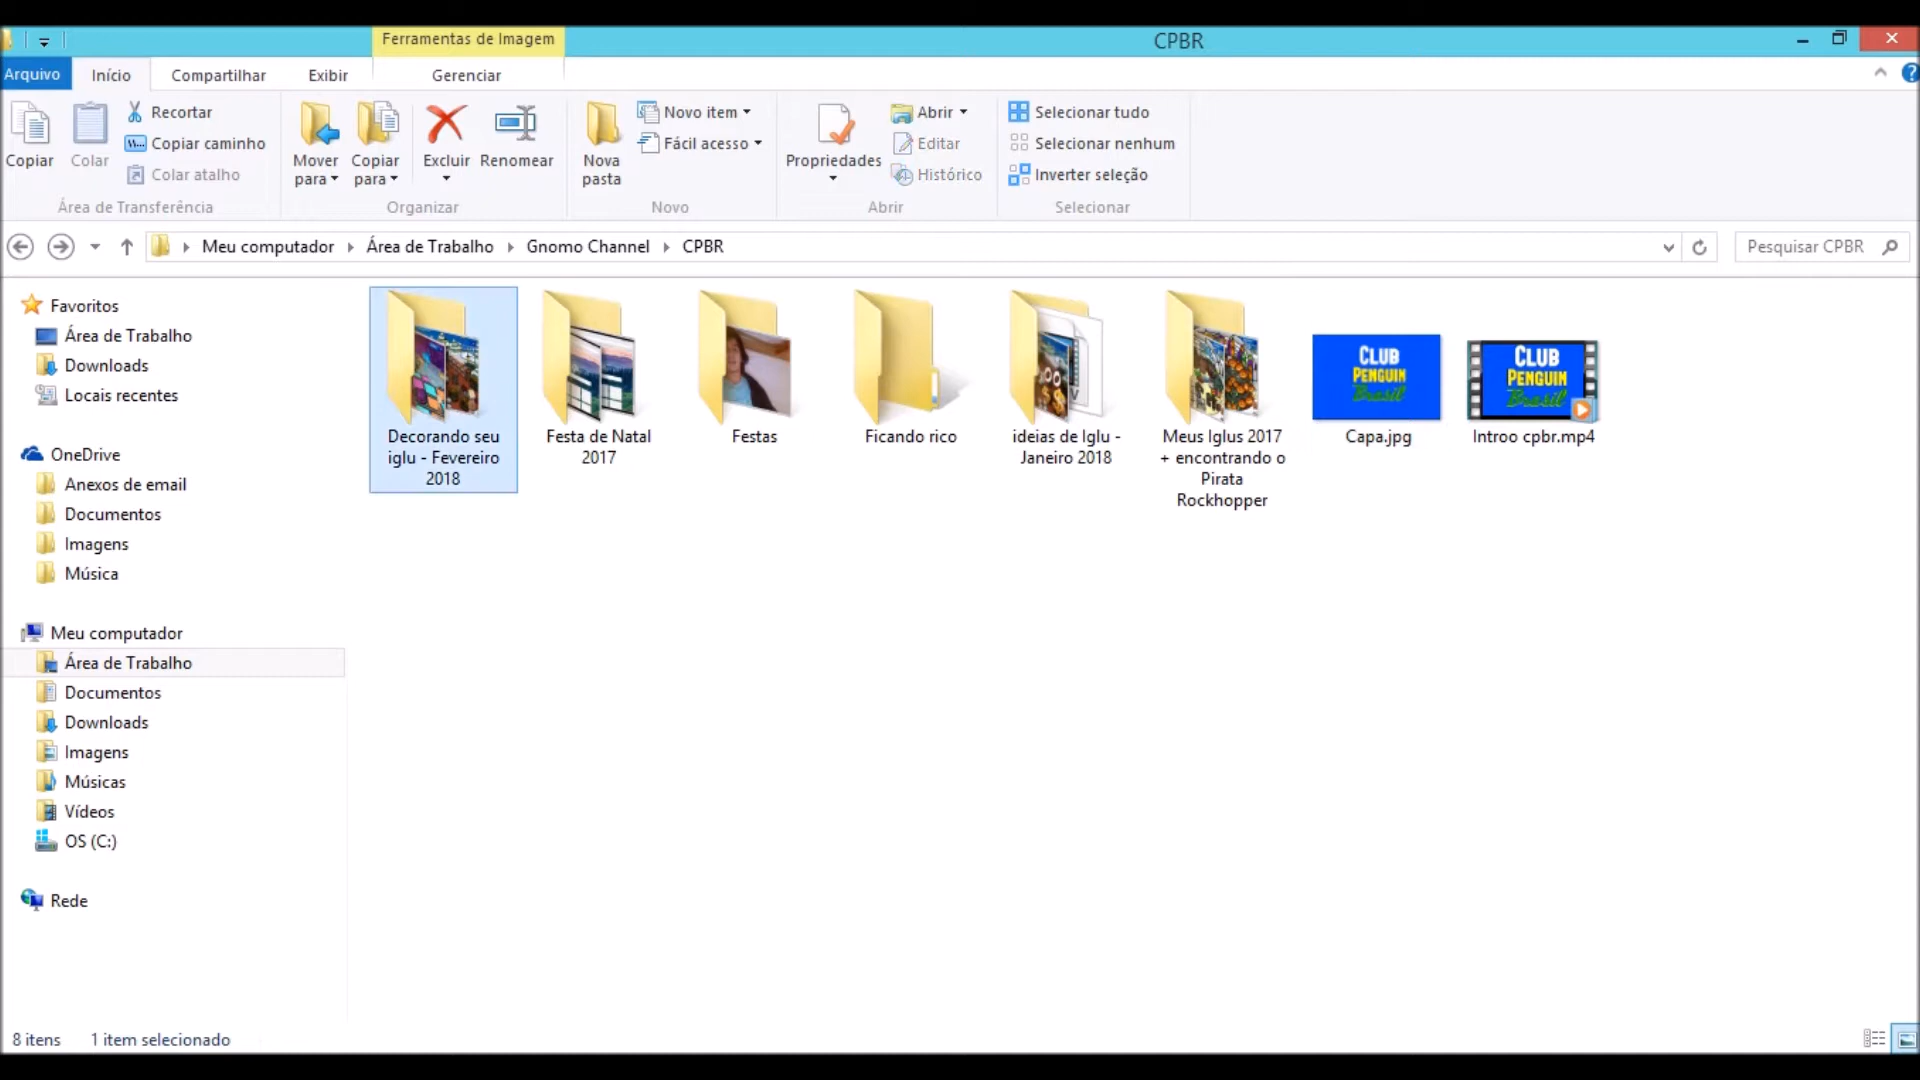 Ferramentas de Imagem
CPBR
Arquivo
Início
Compartilhar
Exibir
Gerenciar
Copiar
Colar
Recortar
Copiar caminho
Colar atalho
Área de Transferência
Mover para
Copiar para
Excluir
Renomear
Organizar
Nova pasta
Novo item
Fácil acesso
Novo
Propriedades
Abrir
Editar
Histórico
Abrir
Selecionar tudo
Selecionar nenhum
Inverter seleção
Selecionar
Meu computador
Área de Trabalho
Gnomo Channel
CPBR
Pesquisar CPBR
Favoritos
Área de Trabalho
Downloads
Locais recentes
OneDrive
Anexos de email
Documentos
Imagens
Música
Meu computador
Área de Trabalho
Documentos
Downloads
Imagens
Músicas
Vídeos
OS (C:)
Rede
Decorando seu
iglu - Fevereiro
2018
Festa de Natal
2017
Festas
Ficando rico
ideias de Iglu -
Janeiro 2018
Meus Iglus 2017
+ encontrando o
Pirata
Rockhopper
CLUB
PENGUIN
Brasil
Capa.jpg
CLUB
PENGUIN
Brasil
Introo cpbr.mp4
8 itens
1 item selecionado